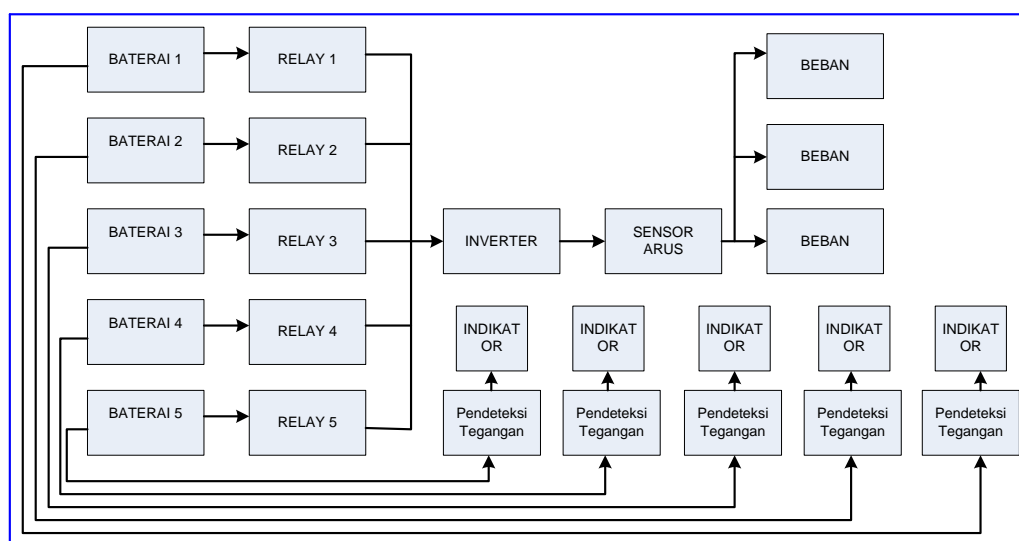 BATERAI 1
RELAY 1
BEBAN
BATERAI 2
RELAY 2
BEBAN
BATERAI 3
RELAY 3
INVERTER
SENSOR
ARUS
BEBAN
BATERAI 4
RELAY 4
INDIKAT
OR
INDIKAT
OR
INDIKAT
OR
INDIKAT
OR
INDIKAT
OR
BATERAI 5
RELAY 5
Pendeteksi
Tegangan
Pendeteksi
Tegangan
Pendeteksi
Tegangan
Pendeteksi
Tegangan
Pendeteksi
Tegangan